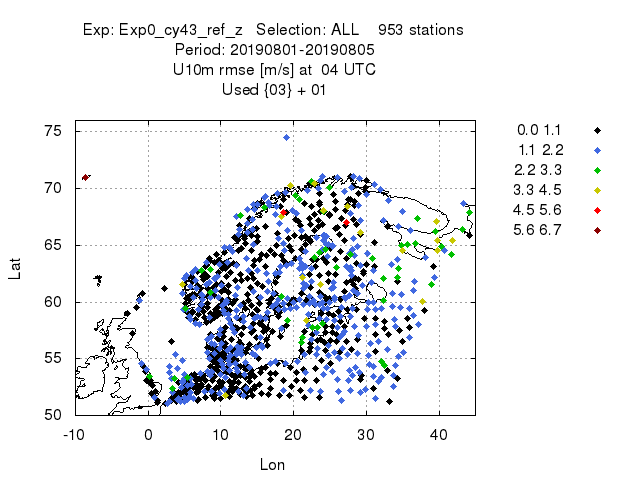 Exp: Exp0_cy43_ref_z Selection: ALL 953 stations
Period: 20190801-20190805
U10m rmse [m/s] at 04 UTC
Used {03} + 01
0.0 1.1
1.1 2.2
2.2 3.3
3.3 4.5
4.5 5.6
5.6 6.7
75
70
65
60
55
50
Lat
-10 0 10 20 30 40
Lon